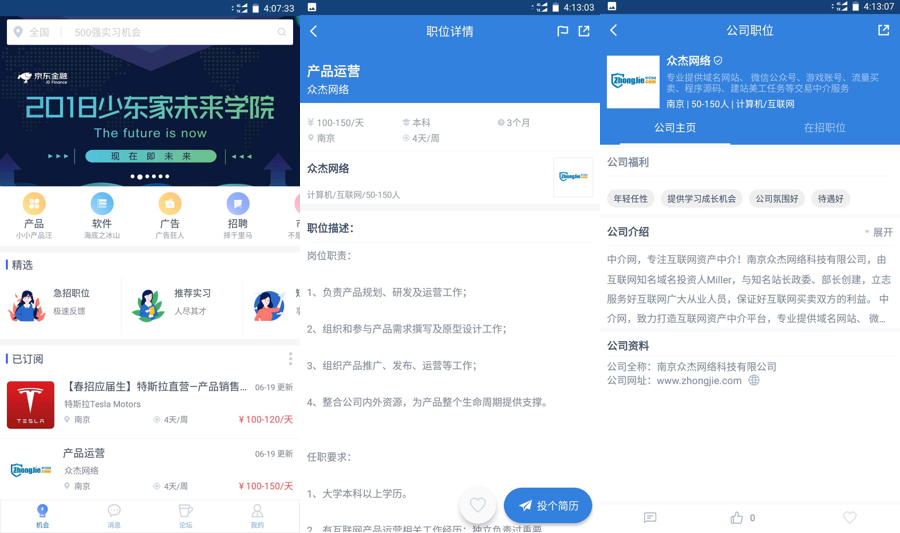 4:07:33
全国
500强实习机会
京东金融
JD Finance
2018少东家未来学院
The future is now
现在即未来
产品
软件
广告
招聘
小小产品汪
海底之冰山
广告狂人
择千里马
精选
急招职位
极速反馈
推荐实习
人尽其才
已订阅
【春招应届生】特斯拉直营—产品销售...
06-19 更新
特斯拉Tesla Motors
TESLA
南京
4天/周
¥ 100-120/天
产品运营
06-19 更新
ZhongJie
众杰网络
南京
4天/周
¥ 100-150/天
机会
消息
论坛
我的
4:13:03
职位详情
产品运营
众杰网络
100-150/天
本科
3个月
南京
4天/周
众杰网络
ZhongJie
计算机/互联网/50-150人
职位描述：
岗位职责：
1、负责产品规划、研发及运营工作；
2、组织和参与产品需求撰写及原型设计工作；
3、组织产品推广、发布、运营等工作；
4、整合公司内外资源，为产品整个生命周期提供支撑。
任职要求：
1、大学本科以上学历。
投个简历
2、有互联网产品运营相关工作经历；独立负责过重要
4:13:07
公司职位
众杰网络
ZhongJie
专业提供域名网站、微信公众号、游戏账号、流量买
卖、程序源码、建站美工任务等交易中介服务
南京 | 50-150人 | 计算机/互联网
公司主页
在招职位
公司福利
年轻任性
提供学习成长机会
公司氛围好
待遇好
公司介绍
展开
中介网，专注互联网资产中介！南京众杰网络科技有限公司，由
互联网知名域名投资人Miller，与知名站长政委、部长创建，立志
服务好互联网广大从业人员，保证好互联网买卖双方的利益。 中
介网，致力打造互联网资产中介平台，专业提供域名网站、微...
公司资料
公司全称：南京众杰网络科技有限公司
公司网址：www.zhongjie.com
0